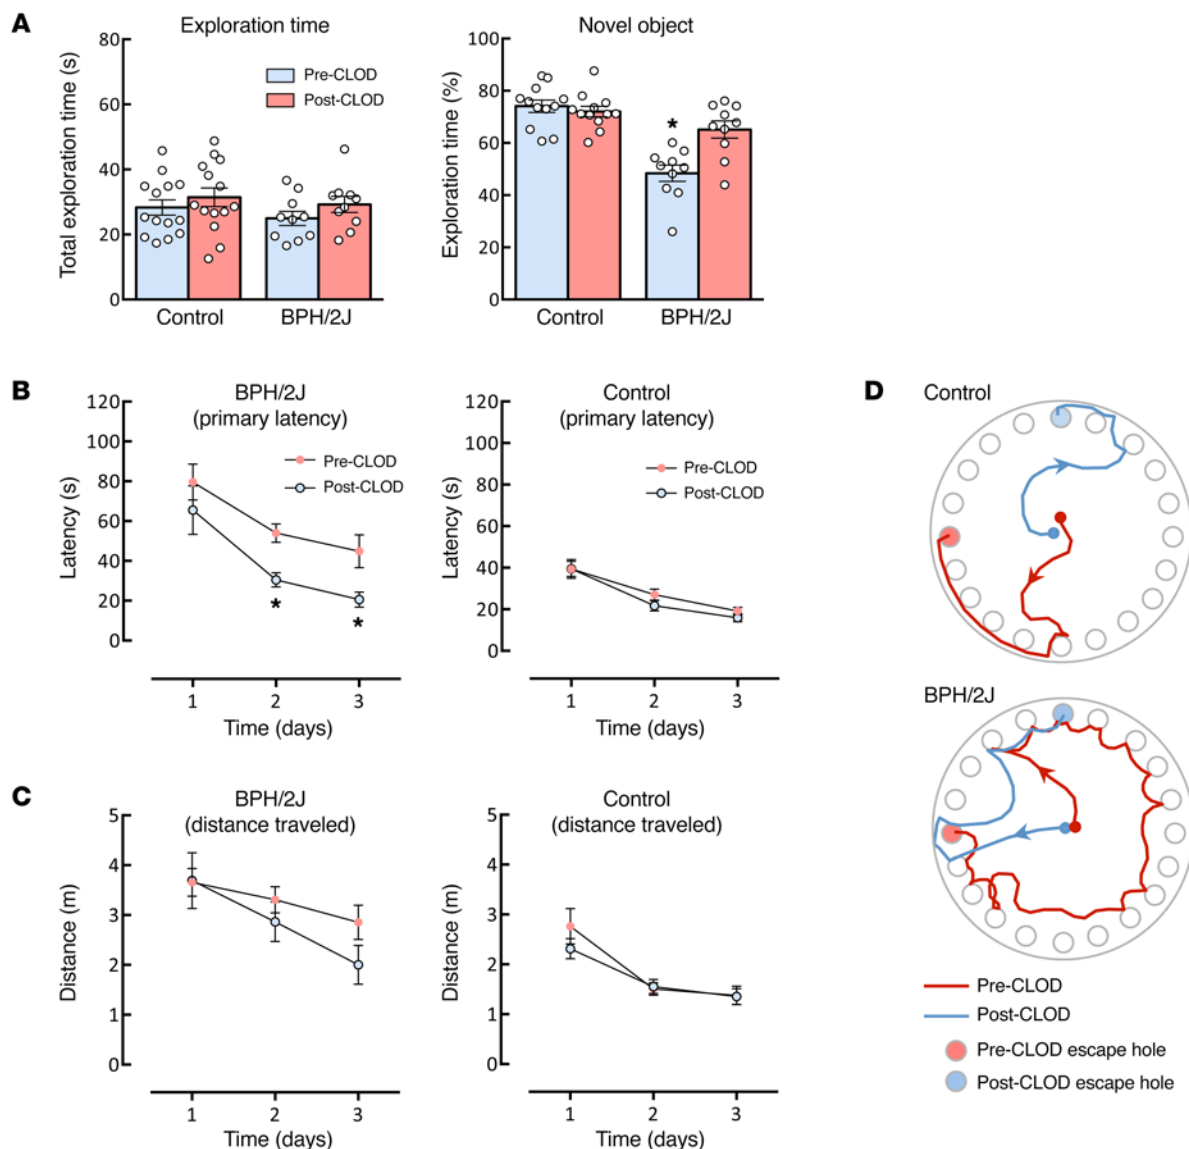 A
Exploration time
Total exploration time (s)
80
60
40
20
0
Pre-CLOD
Post-CLOD
Control
BPH/2J
Novel object
Exploration time (%)
100
80
60
40
20
0
*
Control
BPH/2J
B
BPH/2J
(primary latency)
Latency (s)
120
100
80
60
40
20
0
Pre-CLOD
Post-CLOD
*
*
1 2 3
Time (days)
Control
(primary latency)
Latency (s)
120
100
80
60
40
20
0
Pre-CLOD
Post-CLOD
1 2 3
Time (days)
C
BPH/2J
(distance traveled)
Distance (m)
5
4
3
2
1
0
1 2 3
Time (days)
Control
(distance traveled)
Distance (m)
5
4
3
2
1
0
1 2 3
Time (days)
D
Control
BPH/2J
Pre-CLOD
Post-CLOD
Pre-CLOD escape hole
Post-CLOD escape hole